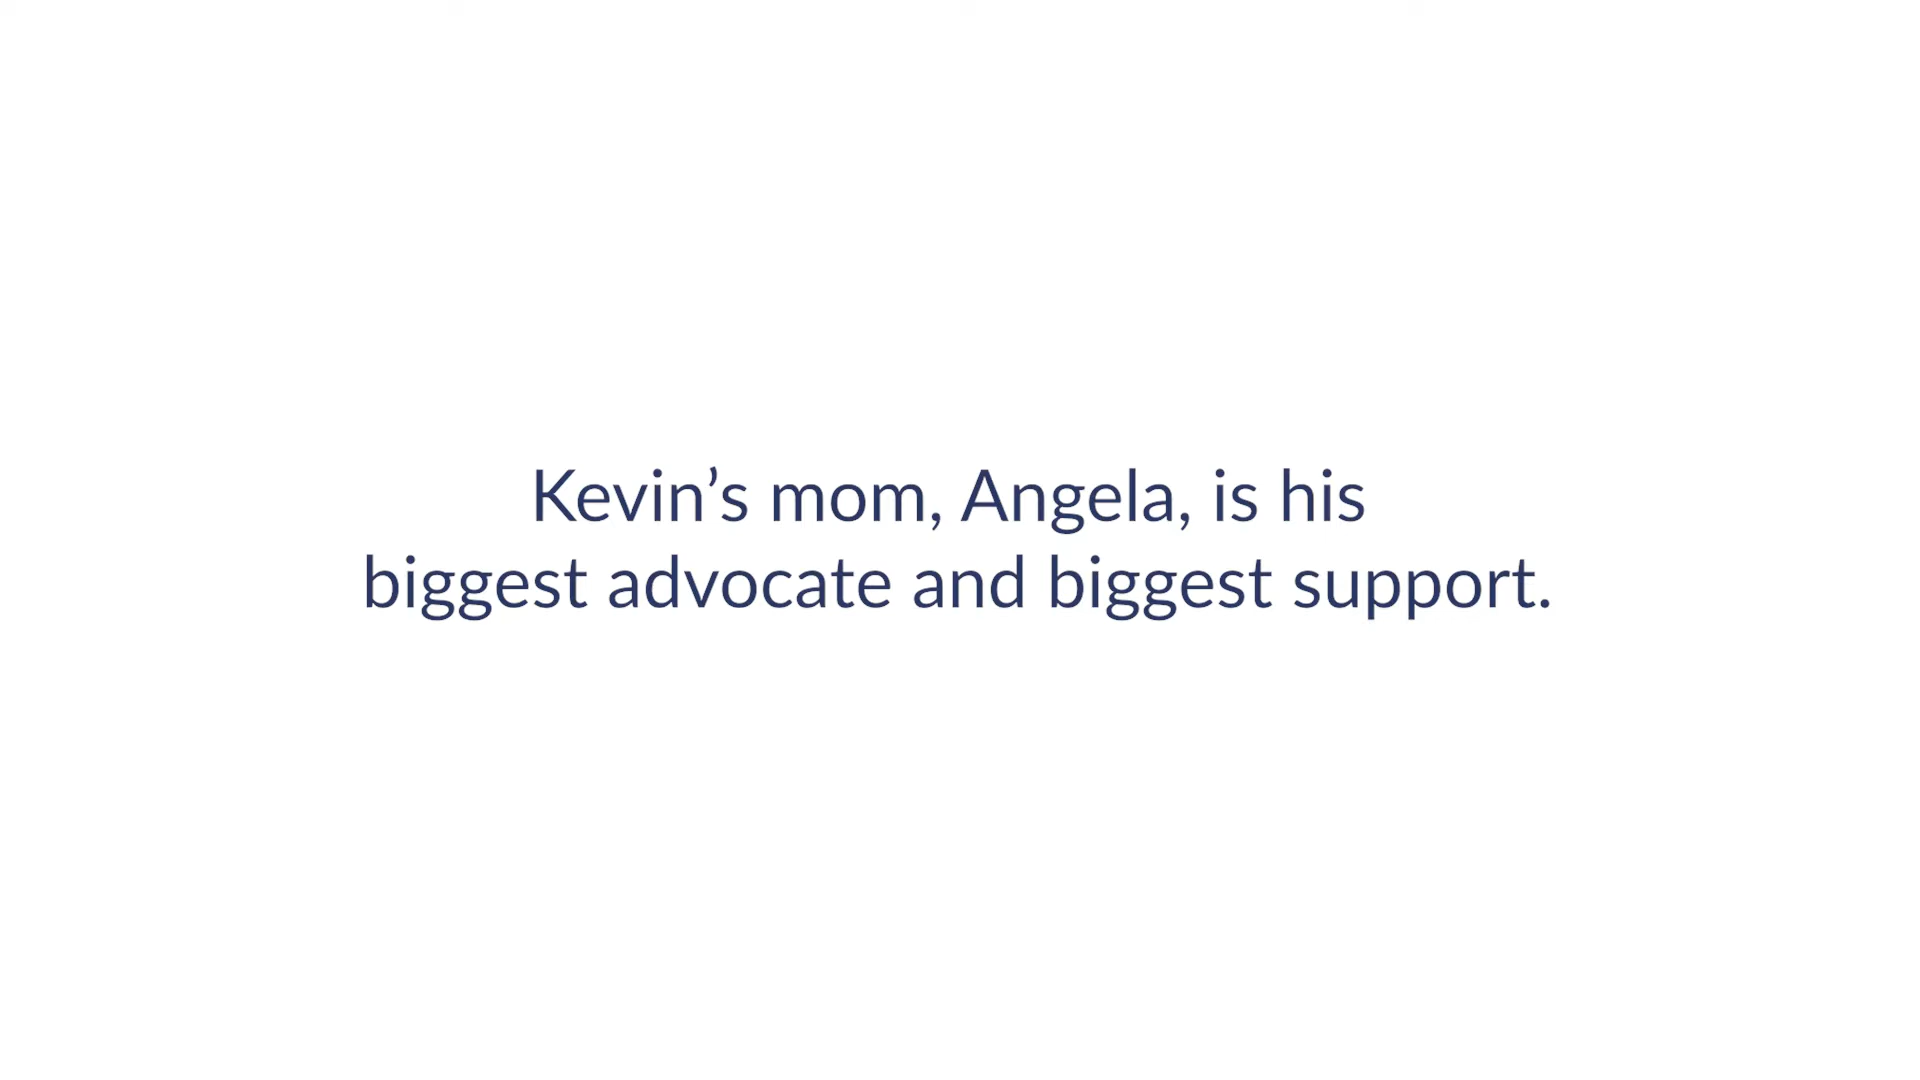 Kevin’s mom, Angela, is his
biggest advocate and biggest support.